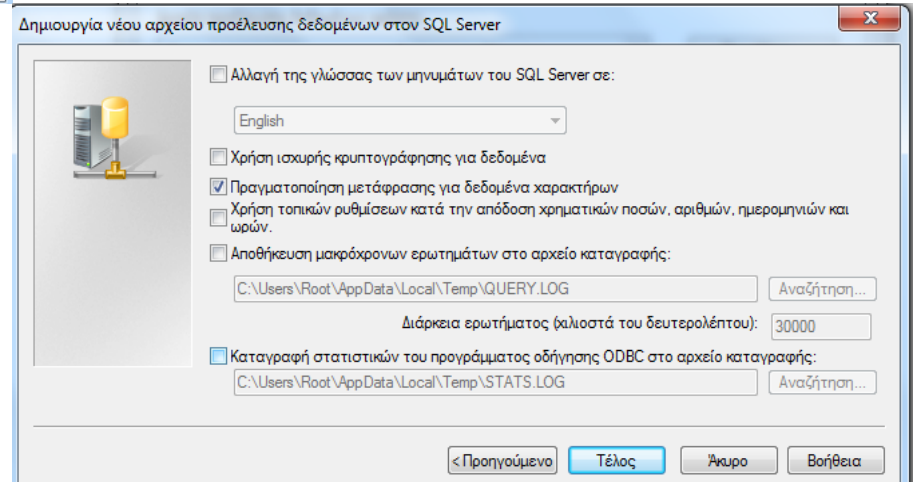 Δημιουργία νέου αρχείου προέλευσης δεδομένων στον SQL Server
Αλλαγή της γλώσσας των μηνυμάτων του SQL Server σε:
English
Χρήση ισχυρής κρυπτογράφησης για δεδομένα
Πραγματοποίηση μετάφρασης για δεδομένα χαρακτήρων
Χρήση τοπικών ρυθμίσεων κατά την απόδοση χρηματικών ποσών, αριθμών, ημερομηνιών και
ωρών.
Αποθήκευση μακρόχρονων ερωτημάτων στο αρχείο καταγραφής:
C:\Users\Root\AppData\Local\Temp\QUERY.LOG Αναζήτηση...
Διάρκεια ερωτήματος (χιλιοστά του δευτερολέπτου): 30000
Καταγραφή στατιστικών του προγράμματος οδήγησης ODBC στο αρχείο καταγραφής:
C:\Users\Root\AppData\Local\Temp\STATS.LOG Αναζήτηση...
< Προηγούμενο Τέλος Άκυρο Βοήθεια